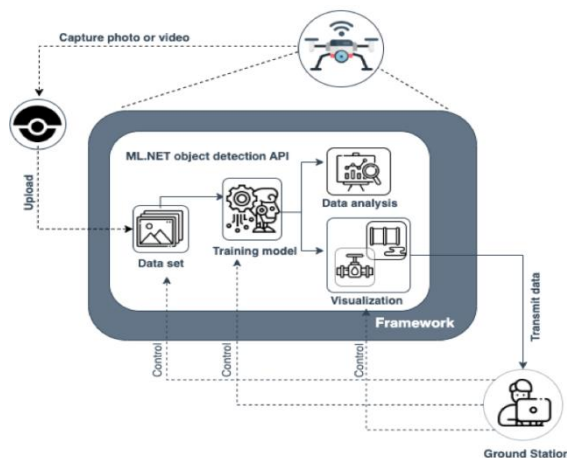 Capture photo or video
Upload
ML.NET object detection API
Data set
Training model
Data analysis
Visualization
Framework
Transmit data
Control
Control
Control
Ground Station